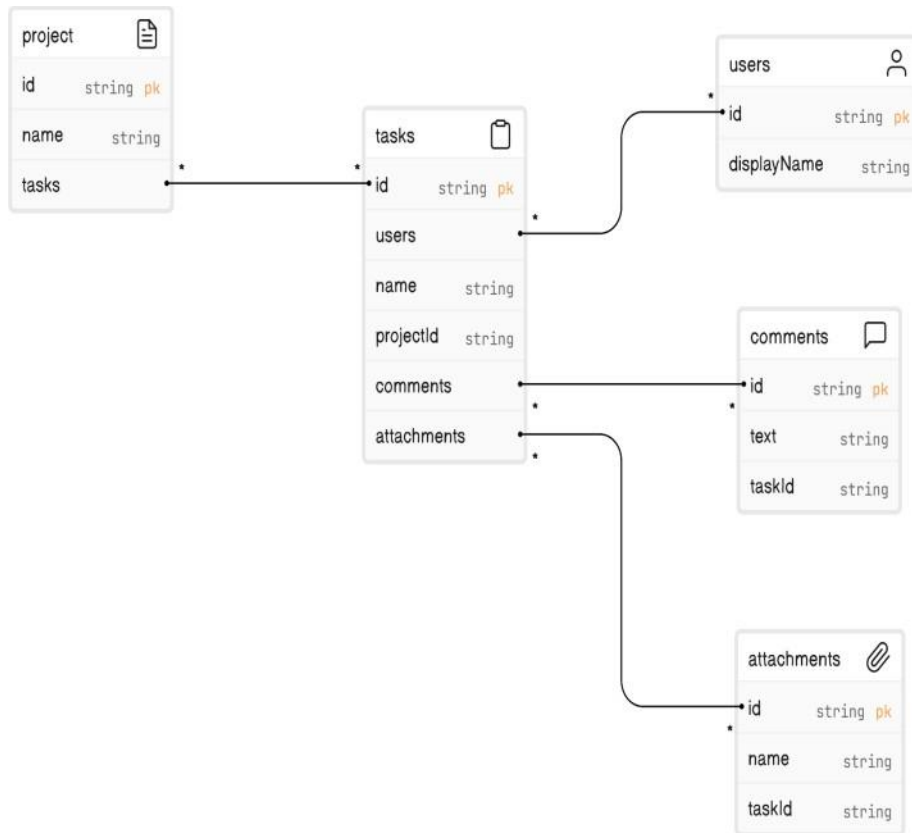 project
id string pk
name string
tasks
*
*
tasks
id string pk
users
*
name string
projectId string
comments
*
attachments
*
users
*
id string pk
displayName string
comments
id string pk
*
text string
taskId string
attachments
id string pk
*
name string
taskId string